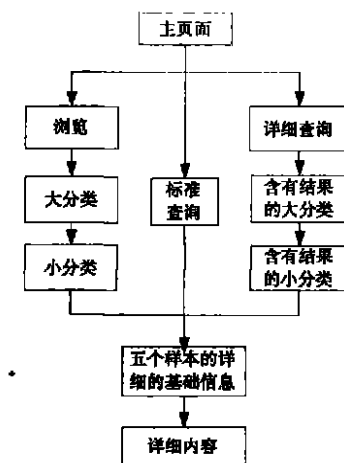 主页面
浏览
详细查询
大分类
标准
查询
含有结果
的大分类
小分类
含有结果
的小分类
五个样本的详
细的基础信息
详细内容